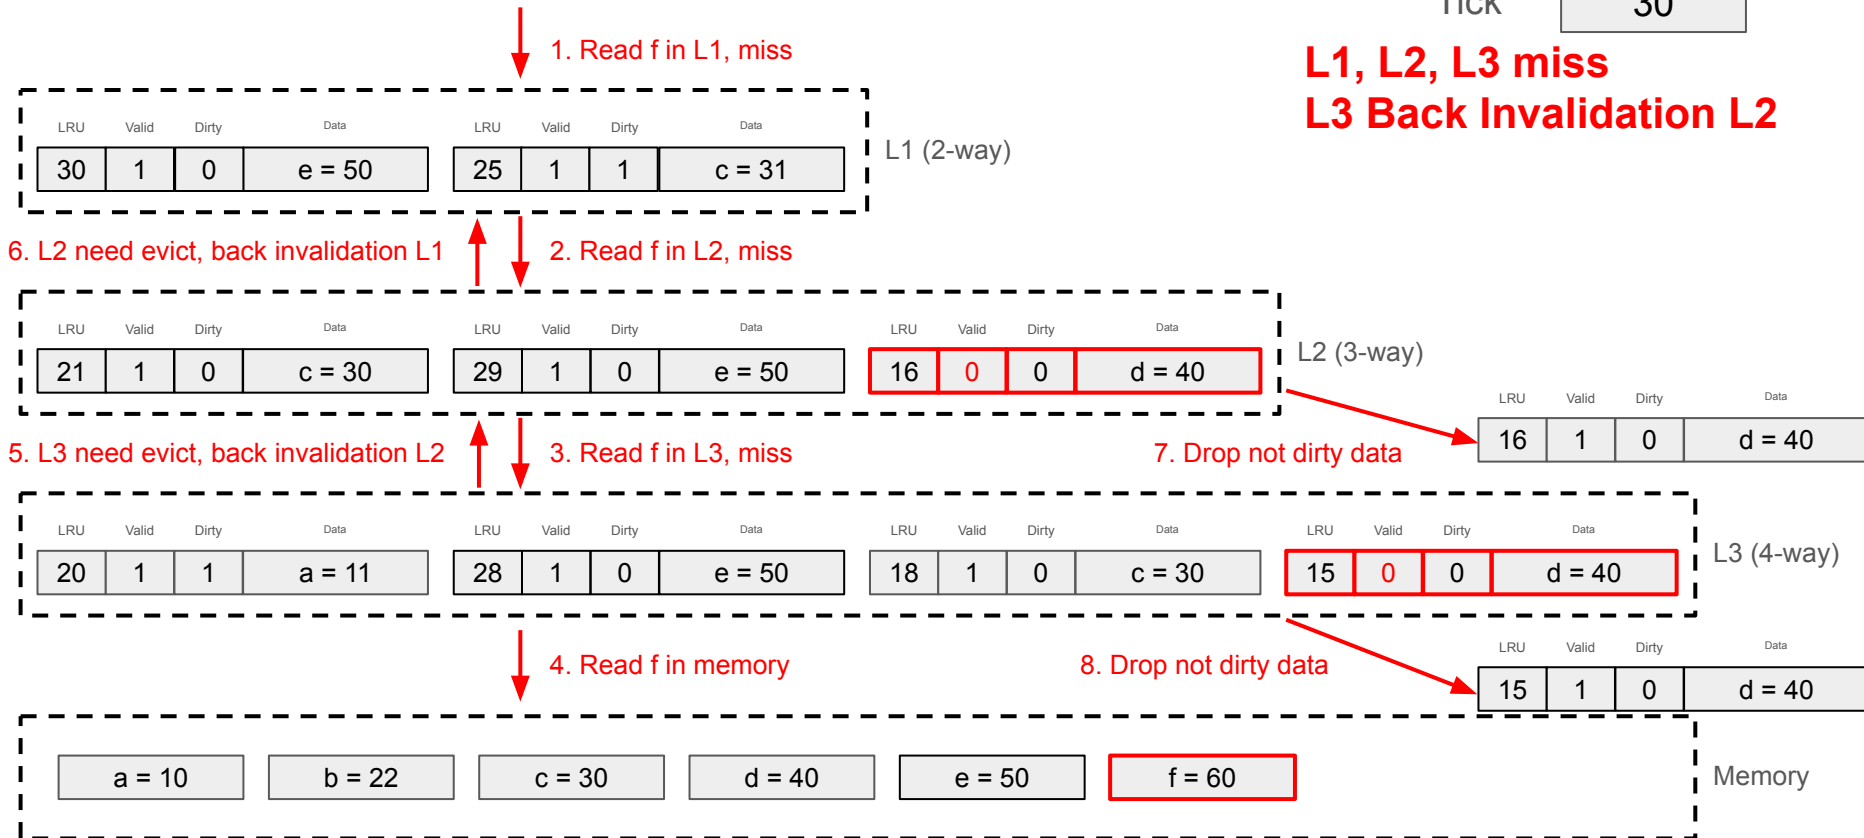 Tick 30
1. Read f in L1, miss
L1, L2, L3 miss
L3 Back Invalidation L2
LRU Valid Dirty Data LRU Valid Dirty Data
30 1 0 e = 50 25 1 1 c = 31
L1 (2-way)
6. L2 need evict, back invalidation L1
2. Read f in L2, miss
LRU Valid Dirty Data LRU Valid Dirty Data LRU Valid Dirty Data
21 1 0 c = 30 29 1 0 e = 50 16 0 0 d = 40
L2 (3-way)
5. L3 need evict, back invalidation L2
3. Read f in L3, miss
7. Drop not dirty data
LRU Valid Dirty Data
16 1 0 d = 40
LRU Valid Dirty Data LRU Valid Dirty Data LRU Valid Dirty Data LRU Valid Dirty Data
20 1 1 a = 11 28 1 0 e = 50 18 1 0 c = 30 15 0 0 d = 40
L3 (4-way)
4. Read f in memory
8. Drop not dirty data
LRU Valid Dirty Data
15 1 0 d = 40
a = 10 b = 22 c = 30 d = 40 e = 50 f = 60
Memory